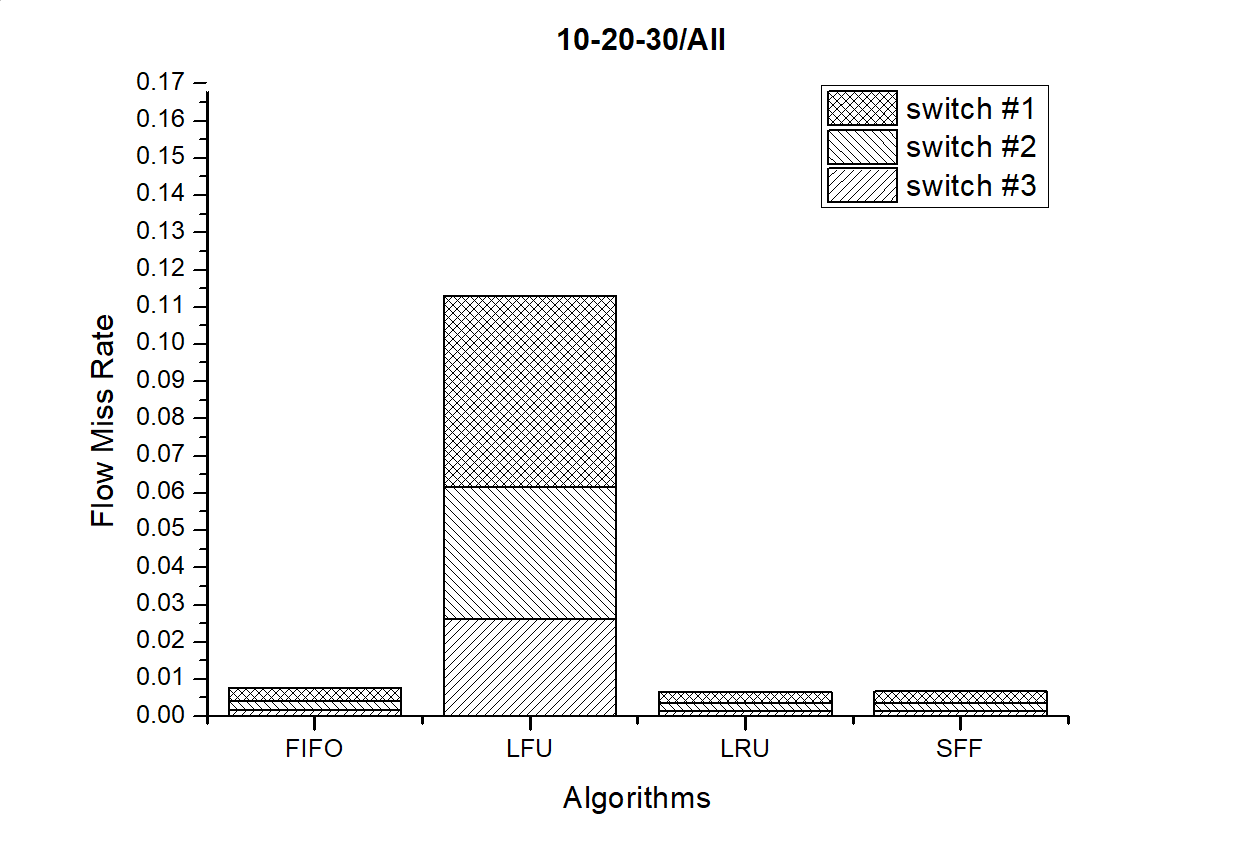 10-20-30/All
switch #1
switch #2
switch #3
Flow Miss Rate
0.17
0.16
0.15
0.14
0.13
0.12
0.11
0.10
0.09
0.08
0.07
0.06
0.05
0.04
0.03
0.02
0.01
0.00
FIFO LFU LRU SFF
Algorithms